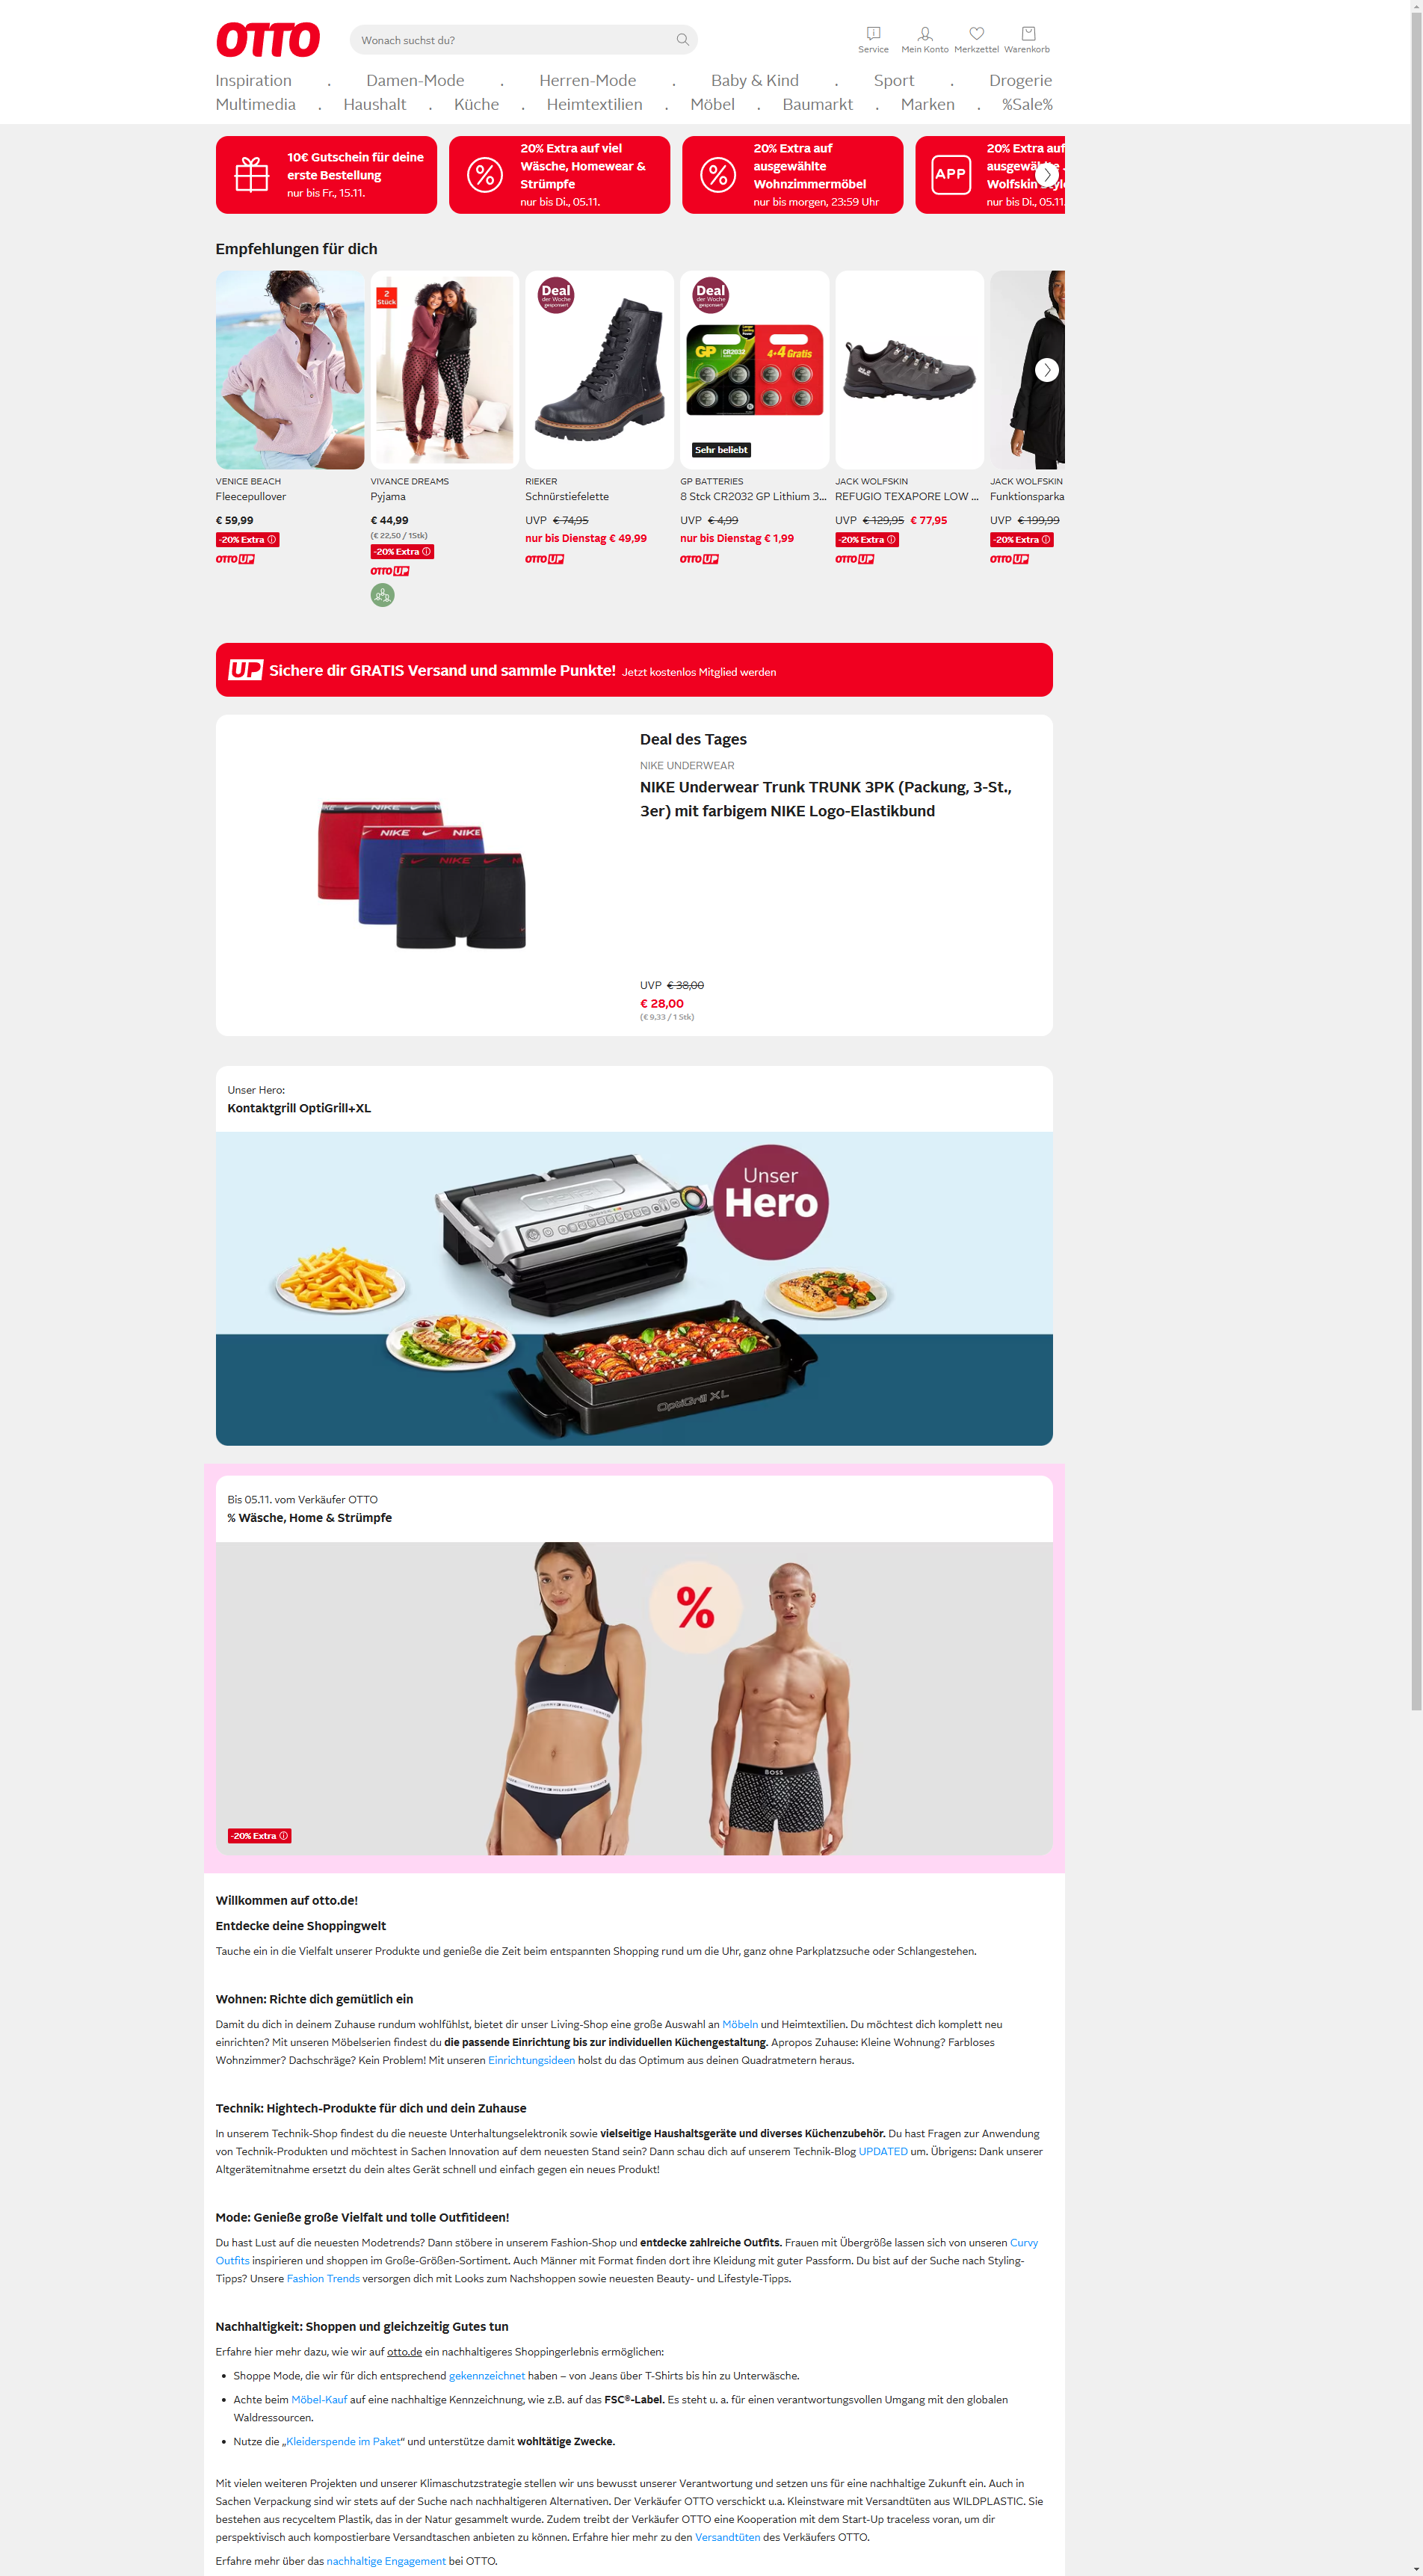 OTTO
Wonach suchst du?
Service
Mein Konto
Merkzettel
Warenkorb
Inspiration . Damen-Mode . Herren-Mode . Baby & Kind . Sport . Drogerie
Multimedia . Haushalt . Küche . Heimtextilien . Möbel . Baumarkt . Marken . %Sale%
10€ Gutschein für deine
erste Bestellung
nur bis Fr., 15.11.
%
20% Extra auf viel
Wäsche, Homewear &
Strümpfe
nur bis Di., 05.11.
%
20% Extra auf
ausgewählte
Wohnzimmermöbel
nur bis morgen, 23:59 Uhr
APP
20% Extra auf
ausgewählte
Wolfskin
nur bis Di., 05.11.
Empfehlungen für dich
VENICE BEACH
Fleecepullover
€ 59,99
-20% Extra
OTTO UP
2
Stück
VIVANCE DREAMS
Pyjama
€ 44,99
(€ 22,50 / 1Stk)
-20% Extra
OTTO UP
Deal
der Woche
gesponsert
RIEKER
Schnürstiefelette
UVP € 74,95
nur bis Dienstag € 49,99
OTTO UP
Deal
der Woche
gesponsert
GP CR2032
4+4 Gratis
Sehr beliebt
GP BATTERIES
8 Stck CR2032 GP Lithium 3...
UVP € 4,99
nur bis Dienstag € 1,99
OTTO UP
JACK WOLFSKIN
REFUGIO TEXAPORE LOW ...
UVP € 129,95 € 77,95
-20% Extra
OTTO UP
JACK WOLFSKIN
Funktionsparka
UVP € 199,99
-20% Extra
OTTO UP
UP Sichere dir GRATIS Versand und sammle Punkte! Jetzt kostenlos Mitglied werden
NIKE
NIKE NIKE
NIKE
Deal des Tages
NIKE UNDERWEAR
NIKE Underwear Trunk TRUNK 3PK (Packung, 3-St.,
3er) mit farbigem NIKE Logo-Elastikbund
UVP € 38,00
€ 28,00
(€ 9,33 / 1 Stk)
Unser Hero:
Kontaktgrill OptiGrill+XL
Unser
Hero
OptiGrill XL
Bis 05.11. vom Verkäufer OTTO
% Wäsche, Home & Strümpfe
%
TOMMY HILFIGER
BOSS
-20% Extra
Willkommen auf otto.de!
Entdecke deine Shoppingwelt
Tauche ein in die Vielfalt unserer Produkte und genieße die Zeit beim entspannten Shopping rund um die Uhr, ganz ohne Parkplatzsuche oder Schlangestehen.
Wohnen: Richte dich gemütlich ein
Damit du dich in deinem Zuhause rundum wohlfühlst, bietet dir unser Living-Shop eine große Auswahl an Möbeln und Heimtextilien. Du möchtest dich komplett neu
einrichten? Mit unseren Möbelserien findest du die passende Einrichtung bis zur individuellen Küchengestaltung. Apropos Zuhause: Kleine Wohnung? Farbloses
Wohnzimmer? Dachschräge? Kein Problem! Mit unseren Einrichtungsideen holst du das Optimum aus deinen Quadratmetern heraus.
Technik: Hightech-Produkte für dich und dein Zuhause
In unserem Technik-Shop findest du die neueste Unterhaltungselektronik sowie vielseitige Haushaltsgeräte und diverses Küchenzubehör. Du hast Fragen zur Anwendung
von Technik-Produkten und möchtest in Sachen Innovation auf dem neuesten Stand sein? Dann schau dich auf unserem Technik-Blog UPDATED um. Übrigens: Dank unserer
Altgerätemitnahme ersetzt du dein altes Gerät schnell und einfach gegen ein neues Produkt!
Mode: Genieße große Vielfalt und tolle Outfitideen!
Du hast Lust auf die neuesten Modetrends? Dann stöbere in unserem Fashion-Shop und entdecke zahlreiche Outfits. Frauen mit Übergröße lassen sich von unseren Curvy
Outfits inspirieren und shoppen im Große-Größen-Sortiment. Auch Männer mit Format finden dort ihre Kleidung mit guter Passform. Du bist auf der Suche nach Styling-
Tipps? Unsere Fashion Trends versorgen dich mit Looks zum Nachshoppen sowie neuesten Beauty- und Lifestyle-Tipps.
Nachhaltigkeit: Shoppen und gleichzeitig Gutes tun
Erfahre hier mehr dazu, wie wir auf otto.de ein nachhaltigeres Shoppingerlebnis ermöglichen:
• Shoppe Mode, die wir für dich entsprechend gekennzeichnet haben – von Jeans über T-Shirts bis hin zu Unterwäsche.
• Achte beim Möbel-Kauf auf eine nachhaltige Kennzeichnung, wie z.B. auf das FSC®-Label. Es steht u. a. für einen verantwortungsvollen Umgang mit den globalen
Waldressourcen.
• Nutze die „Kleiderspende im Paket“ und unterstütze damit wohltätige Zwecke.
Mit vielen weiteren Projekten und unserer Klimaschutzstrategie stellen wir uns bewusst unserer Verantwortung und setzen uns für eine nachhaltige Zukunft ein. Auch in
Sachen Verpackung sind wir stets auf der Suche nach nachhaltigeren Alternativen. Der Verkäufer OTTO verschickt u.a. Kleinstware mit Versandtüten aus WILDPLASTIC. Sie
bestehen aus recyceltem Plastik, das in der Natur gesammelt wurde. Zudem treibt der Verkäufer OTTO eine Kooperation mit dem Start-Up traceless voran, um dir
perspektivisch auch kompostierbare Versandtaschen anbieten zu können. Erfahre hier mehr zu den Versandtüten des Verkäufers OTTO.
Erfahre mehr über das nachhaltige Engagement bei OTTO.